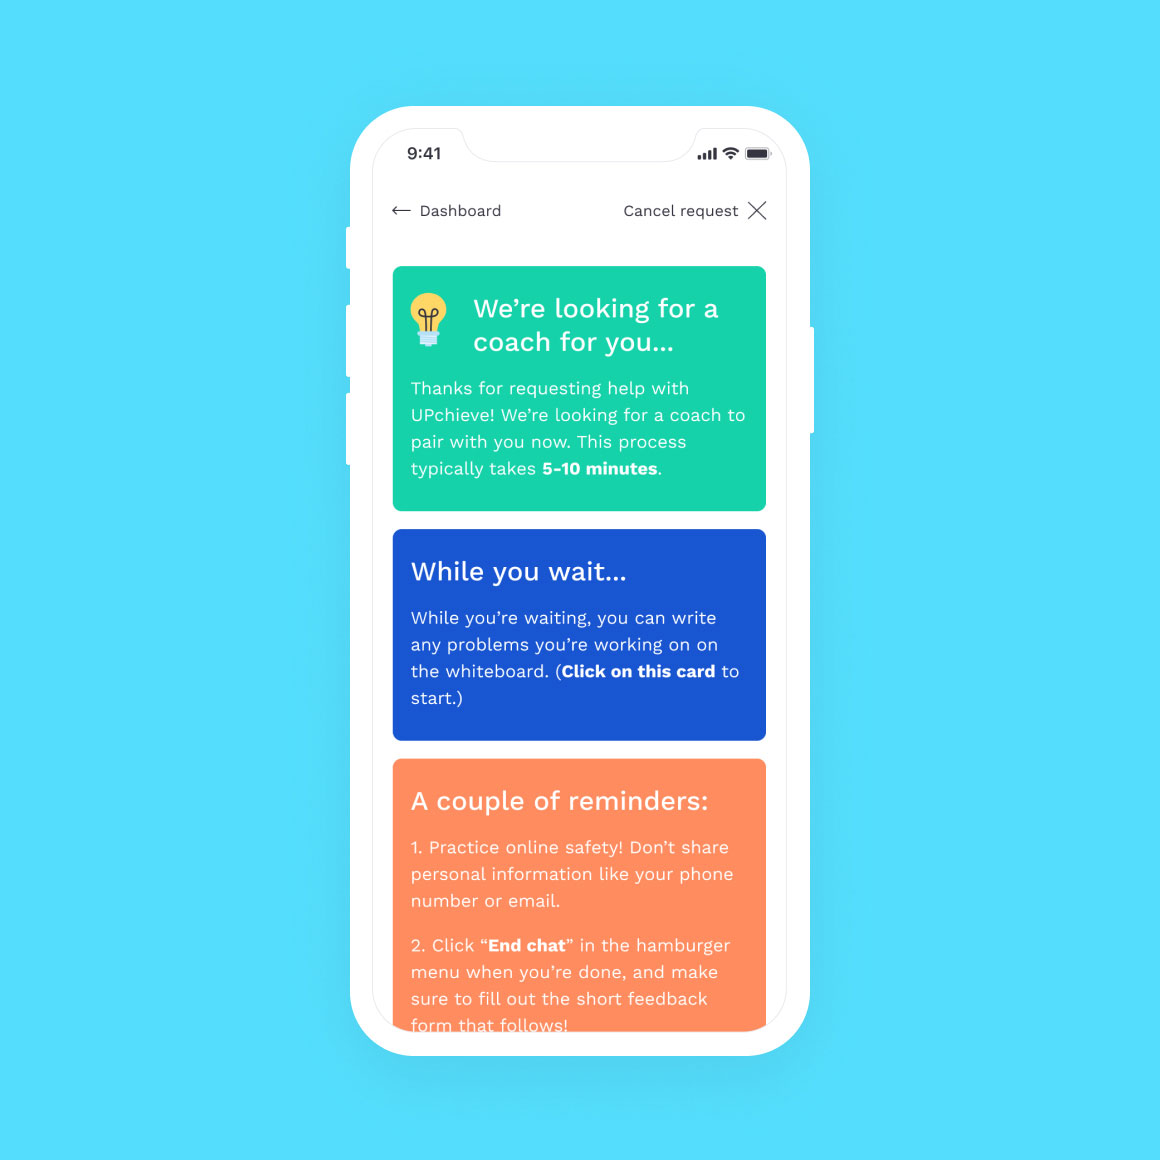 9:41
← Dashboard
Cancel request ×
We’re looking for a
coach for you...
Thanks for requesting help with
UPchieve! We’re looking for a coach to
pair with you now. This process
typically takes 5-10 minutes.
While you wait...
While you’re waiting, you can write
any problems you’re working on on
the whiteboard. (Click on this card to
start.)
A couple of reminders:
1. Practice online safety! Don’t share
personal information like your phone
number or email.
2. Click “End chat” in the hamburger
menu when you’re done, and make
sure to fill out the short feedback
form that follows!